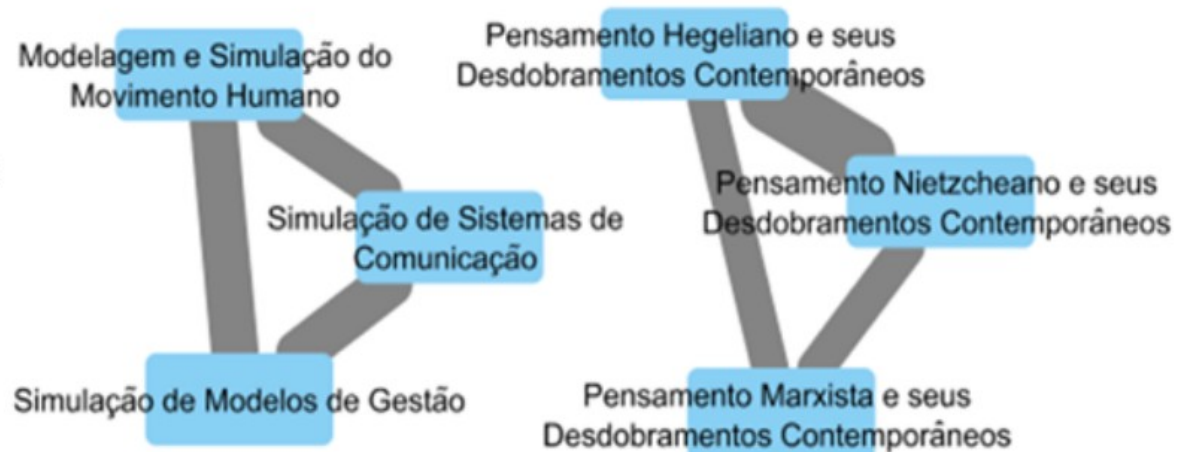 Modelagem e Simulação do
Movimento Humano
Simulação de Sistemas de
Comunicação
Simulação de Modelos de Gestão
Pensamento Hegeliano e seus
Desdobramentos Contemporâneos
Pensamento Nietzcheano e seus
Desdobramentos Contemporâneos
Pensamento Marxista e seus
Desdobramentos Contemporâneos